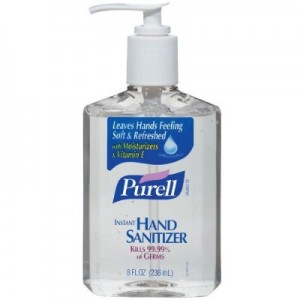 Leaves Hands Feeling
Soft & Refreshed
with Moisturizers
& Vitamin E
Purell
INSTANT HAND
SANITIZER
KILLS 99.99%
OF GERMS
8 FL OZ (236 mL)